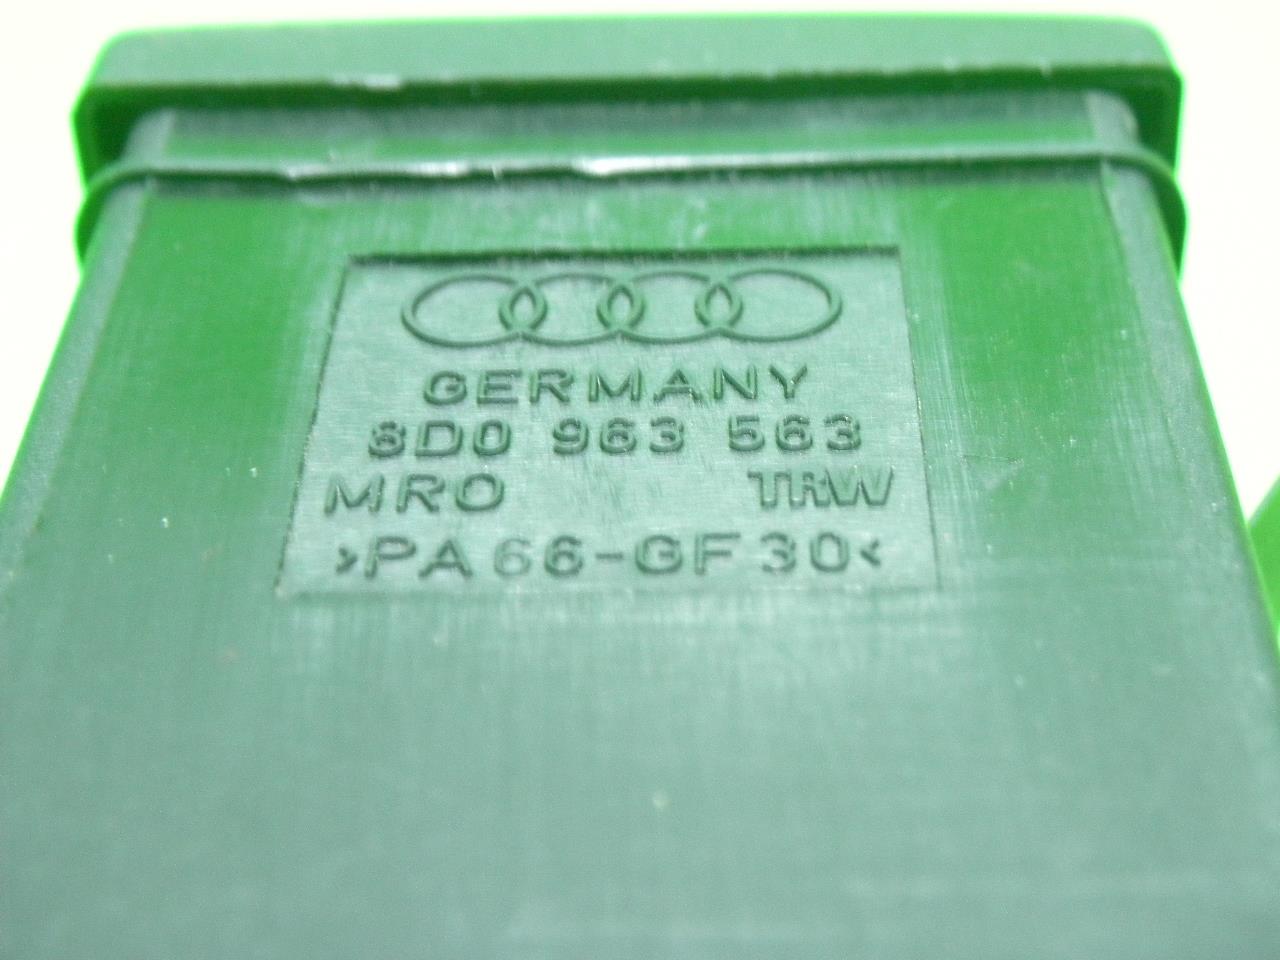 GERMANY
8D0 963 563
MRO TRW
>PA66-GF30<